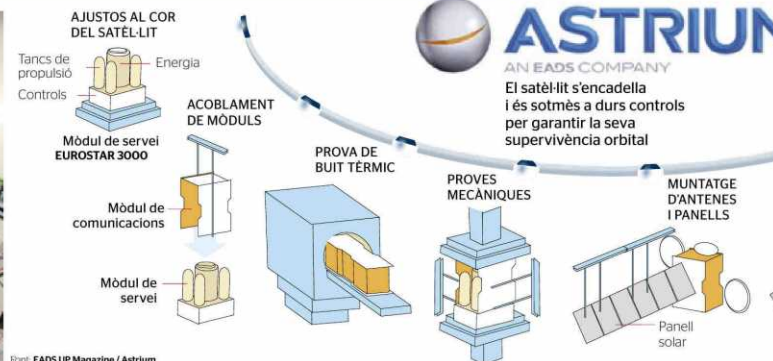 AJUSTOS AL COR
DEL SATÈL·LIT
Tancs de
propulsió
Energia
Controls
Mòdul de servei
EUROSTAR 3000
ACOBLAMENT
DE MÒDULS
Mòdul de
comunicacions
Mòdul de
servei
PROVA DE
BUIT TÈRMIC
ASTRIUM
AN EADS COMPANY
El satèl·lit s'encadella
i és sotmès a durs controls
per garantir la seva
supervivència orbital
PROVES
MECÀNIQUES
MUNTATGE
D'ANTENES
I PANELLS
Panell
solar
Font: EADS UP Magazine / Astrium